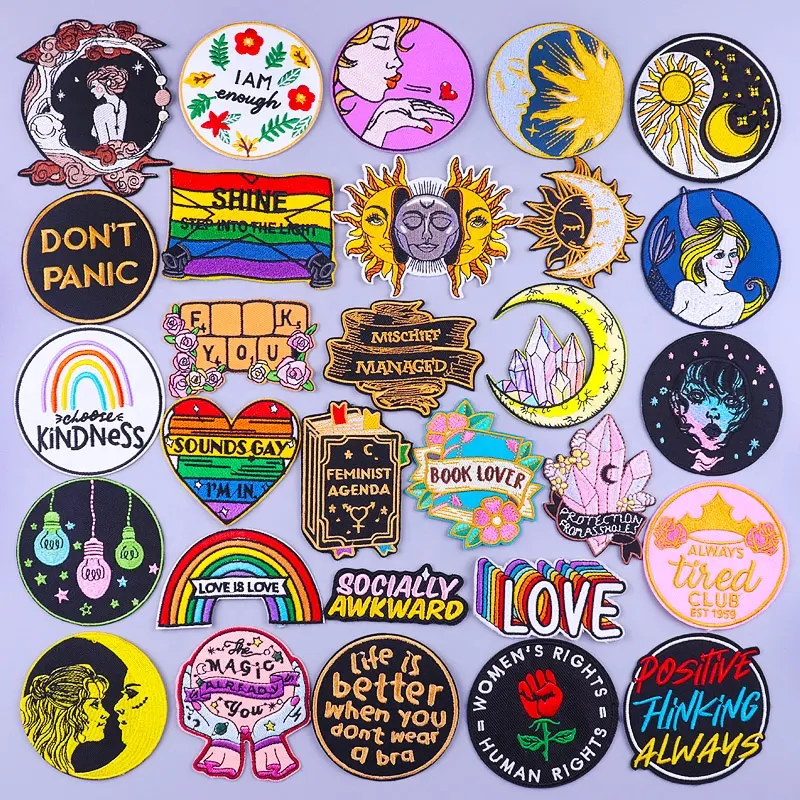 I AM
enough
DON'T
PANIC
SHINE
STEP INTO THE LIGHT
F K
YOU
MISCHIEF
MANAGED
choose
KINDNESS
SOUNDS GAY
I'M IN
FEMINIST
AGENDA
BOOK LOVER
PROTECTION
FROM ASSHOLES
ALWAYS
tired
CLUB
EST 1959
LOVE IS LOVE
SOCIALLY
AWKWARD
LOVE
The
MAGIC
ALREADY
You
life is
better
when you
dont wear
a bra
WOMEN'S RIGHTS
= HUMAN RIGHTS =
POSITIVE
THINKING
ALWAYS